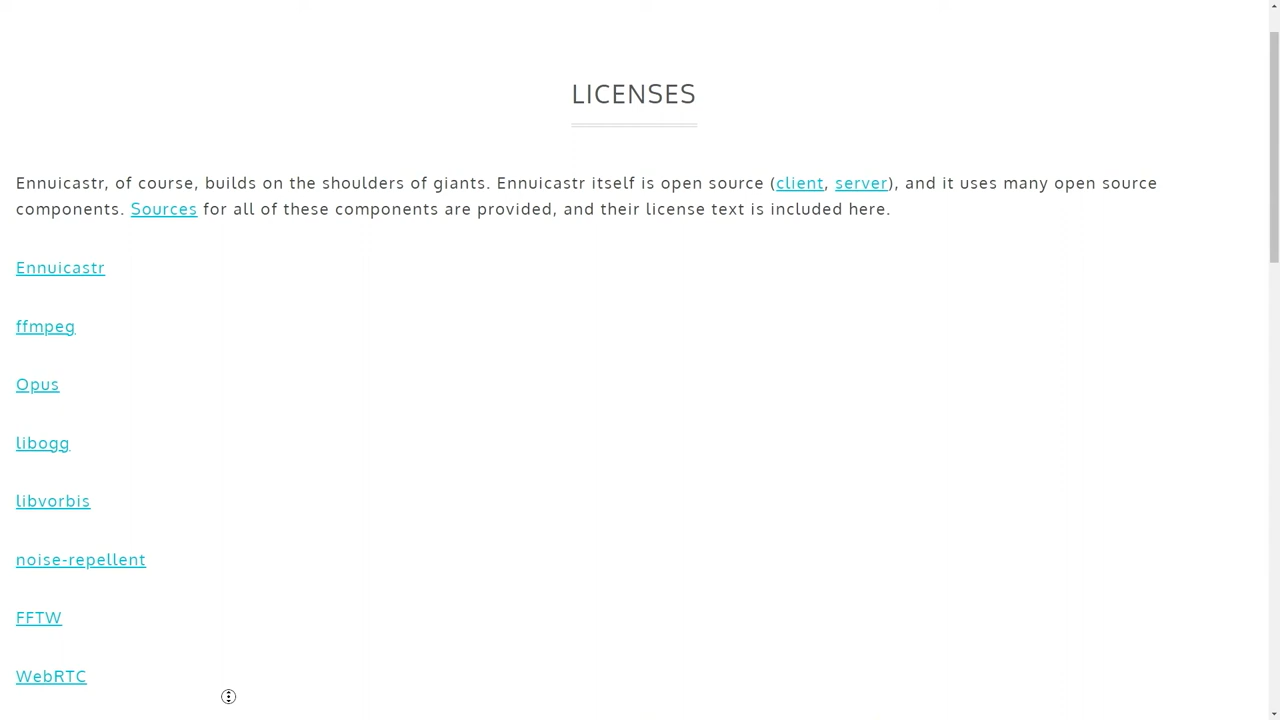 LICENSES
Ennuicastr, of course, builds on the shoulders of giants. Ennuicastr itself is open source (client, server), and it uses many open source
components. Sources for all of these components are provided, and their license text is included here.
Ennuicastr
ffmpeg
Opus
libogg
libvorbis
noise-repellent
FFTW
WebRTC